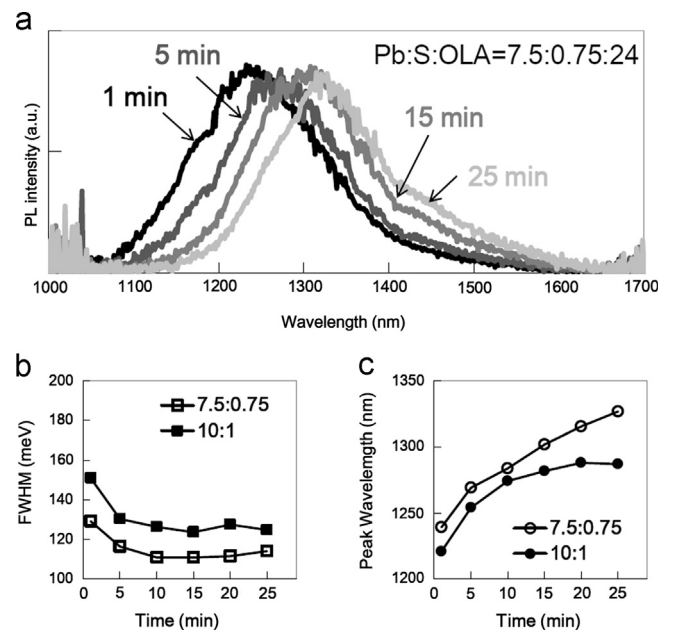 a
Pb:S:OLA=7.5:0.75:24
5 min
1 min
15 min
25 min
PL intensity (a.u.)
1000 1100 1200 1300 1400 1500 1600 1700
Wavelength (nm)
b
200
180
160
140
120
100
FWHM (meV)
7.5:0.75
10:1
0 5 10 15 20 25
Time (min)
c
1350
1300
1250
1200
Peak Wavelemgth (nm)
7.5:0.75
10:1
0 5 10 15 20 25
Time (min)